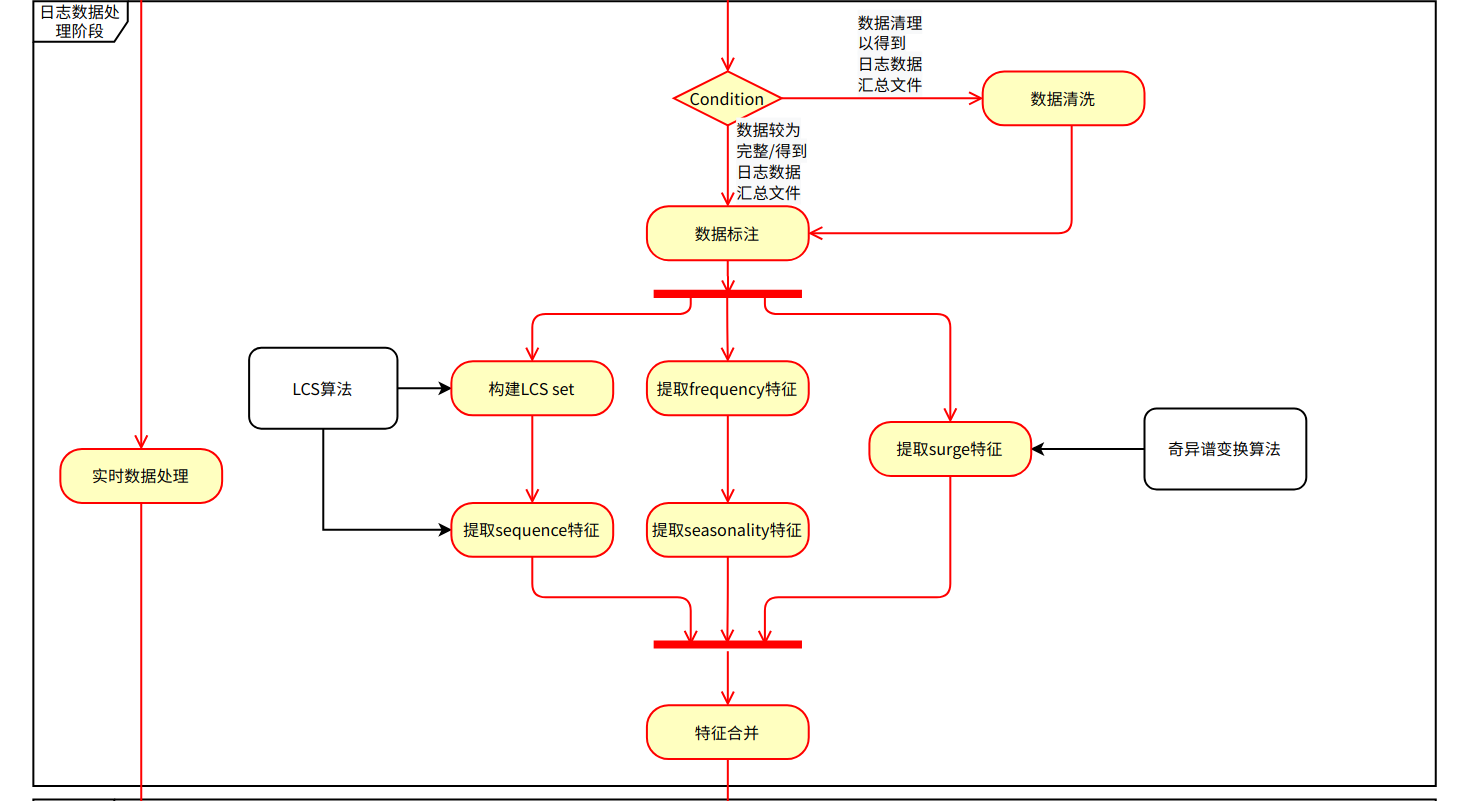 日志数据处
理阶段
数据清理
以得到
日志数据
汇总文件
Condition
数据清洗
数据较为
完整/得到
日志数据
汇总文件
数据标注
LCS算法
构建LCS set
提取frequency特征
提取surge特征
奇异谱变换算法
实时数据处理
提取sequence特征
提取seasonality特征
特征合并